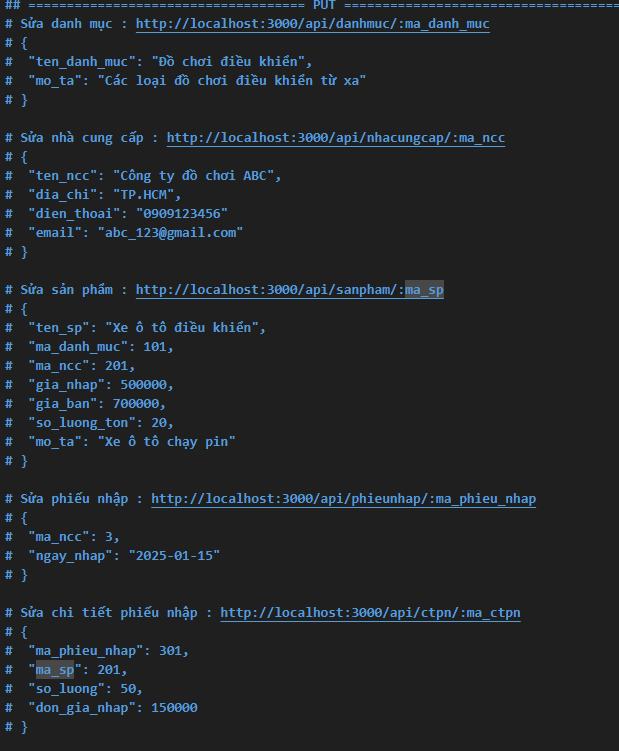 ## ==================================== PUT ====================================
# Sửa danh mục : http://localhost:3000/api/danhmuc/:ma_danh_muc
# {
#  "ten_danh_muc": "Đồ chơi điều khiển",
#  "mo_ta": "Các loại đồ chơi điều khiển từ xa"
# }
# Sửa nhà cung cấp : http://localhost:3000/api/nhacungcap/:ma_ncc
# {
#  "ten_ncc": "Công ty đồ chơi ABC",
#  "dia_chi": "TP.HCM",
#  "dien_thoai": "0909123456"
#  "email": "abc_123@gmail.com"
# }
# Sửa sản phẩm : http://localhost:3000/api/sanpham/:ma_sp
# {
#  "ten_sp": "Xe ô tô điều khiển",
#  "ma_danh_muc": 101,
#  "ma_ncc": 201,
#  "gia_nhap": 500000,
#  "gia_ban": 700000,
#  "so_luong_ton": 20,
#  "mo_ta": "Xe ô tô chạy pin"
# }
# Sửa phiếu nhập : http://localhost:3000/api/phieunhap/:ma_phieu_nhap
# {
#  "ma_ncc": 3,
#  "ngay_nhap": "2025-01-15"
# }
# Sửa chi tiết phiếu nhập : http://localhost:3000/api/ctpn/:ma_ctpn
# {
#  "ma_phieu_nhap": 301,
#  "ma_sp": 201,
#  "so_luong": 50,
#  "don_gia_nhap": 150000
# }